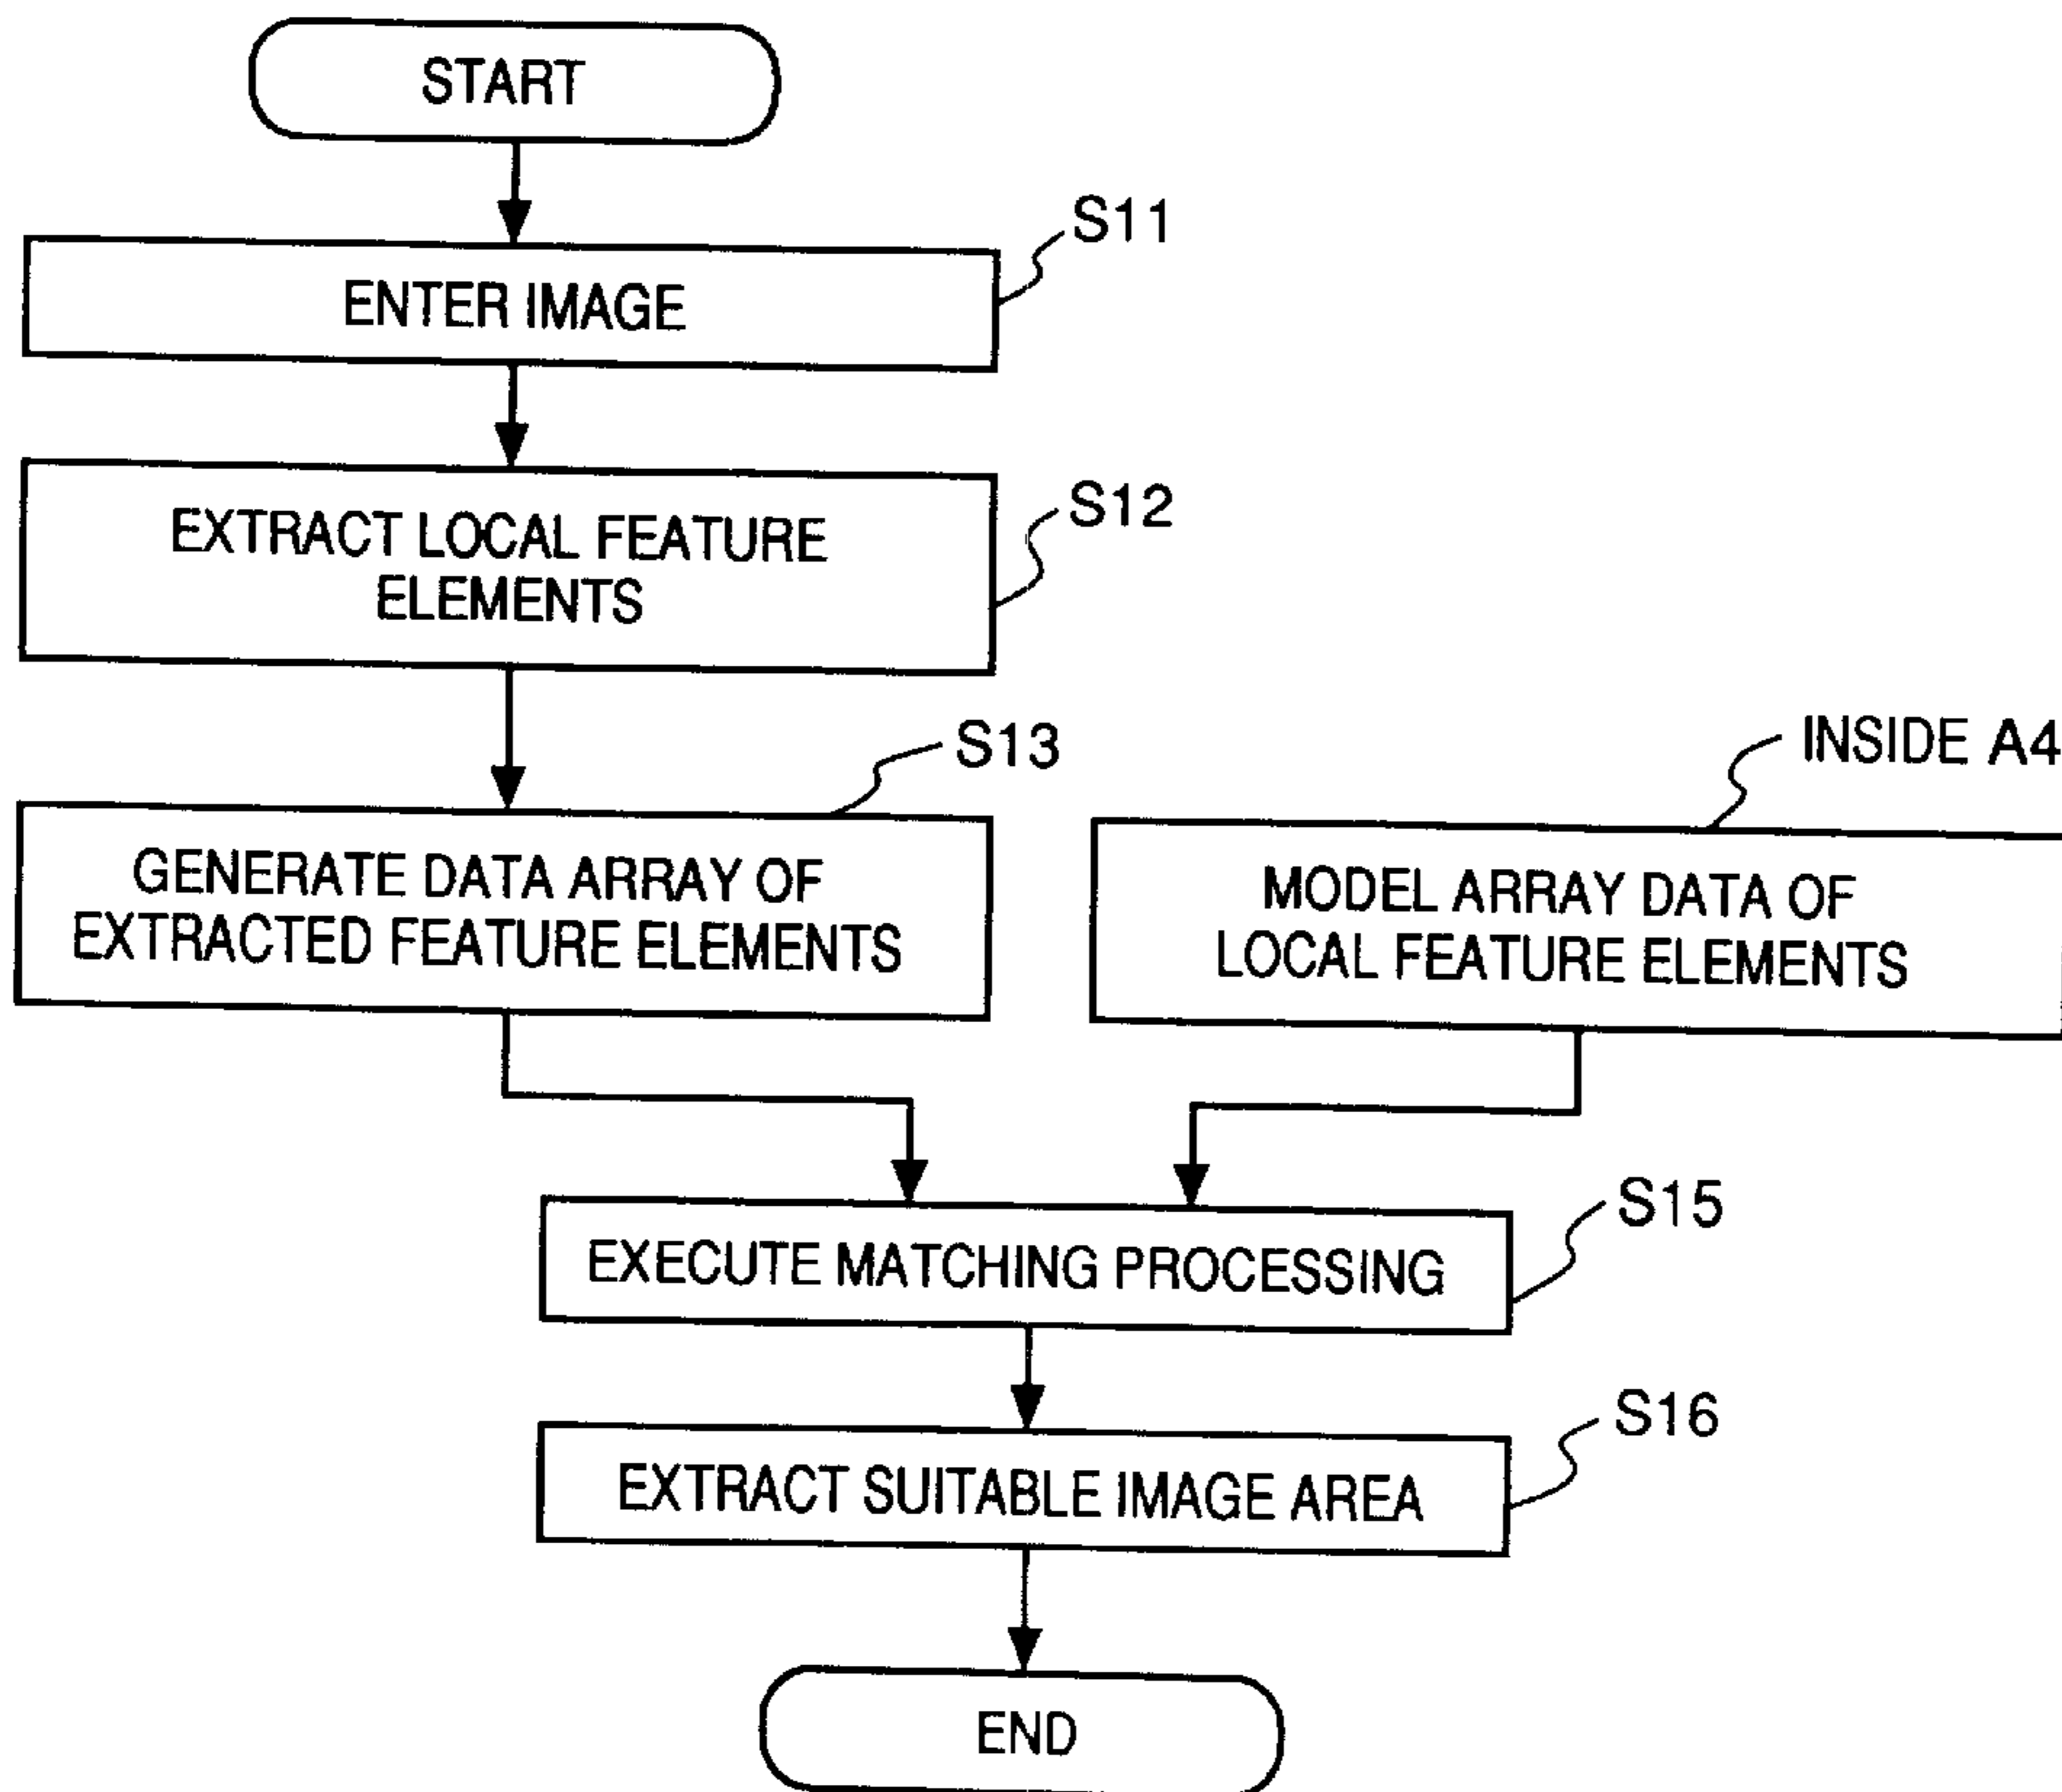 START
S11
ENTER IMAGE
S12
EXTRACT LOCAL FEATURE
ELEMENTS
S13
GENERATE DATA ARRAY OF
EXTRACTED FEATURE ELEMENTS
INSIDE A4
MODEL ARRAY DATA OF
LOCAL FEATURE ELEMENTS
S15
EXECUTE MATCHING PROCESSING
S16
EXTRACT SUITABLE IMAGE AREA
END